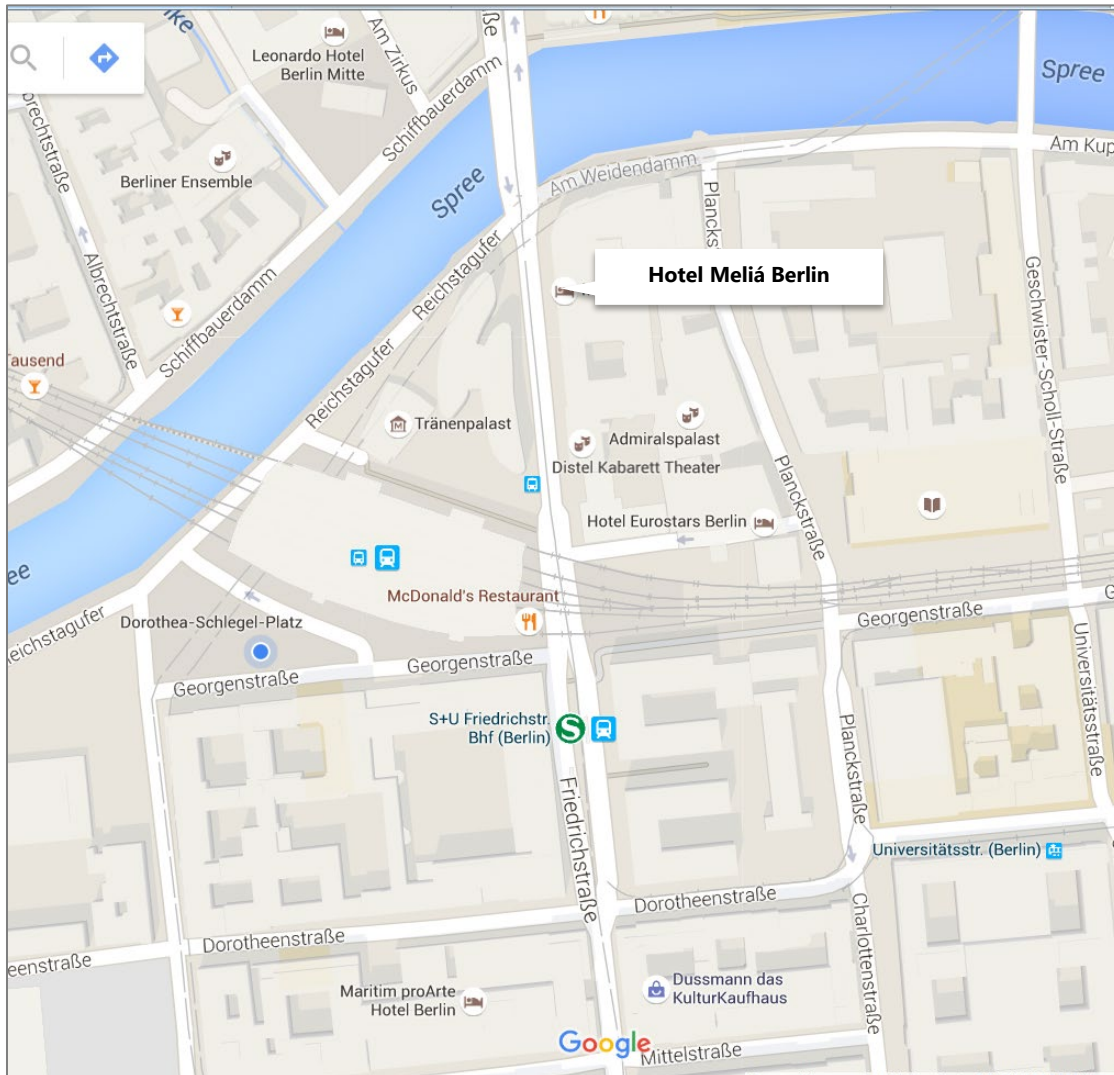 Spree
Leonardo Hotel
Berlin Mitte
Am Zirkus
Schiffbauerdamm
Spree
Am Kup
Berliner Ensemble
Am Weidendamm
Spree
Hotel Meliá Berlin
Albrechtstraße
Reichstagufer
Schiffbauerdamm
Geschwister-Scholl-Straße
Tausend
Reichstagufer
Tränenpalast
Admiralspalast
Distel Kabarett Theater
Planckstraße
Hotel Eurostars Berlin
McDonald's Restaurant
Dorothea-Schlegel-Platz
Georgenstraße
Georgenstraße
Georgenstraße
Universitätsstraße
S+U Friedrichstr.
Bhf (Berlin)
S
Planckstraße
Friedrichstraße
Universitätsstr. (Berlin)
Dorotheenstraße
Dorotheenstraße
Charlottenstraße
eenstraße
Maritim proArte
Hotel Berlin
Dussmann das
KulturKaufhaus
Google
Mittelstraße